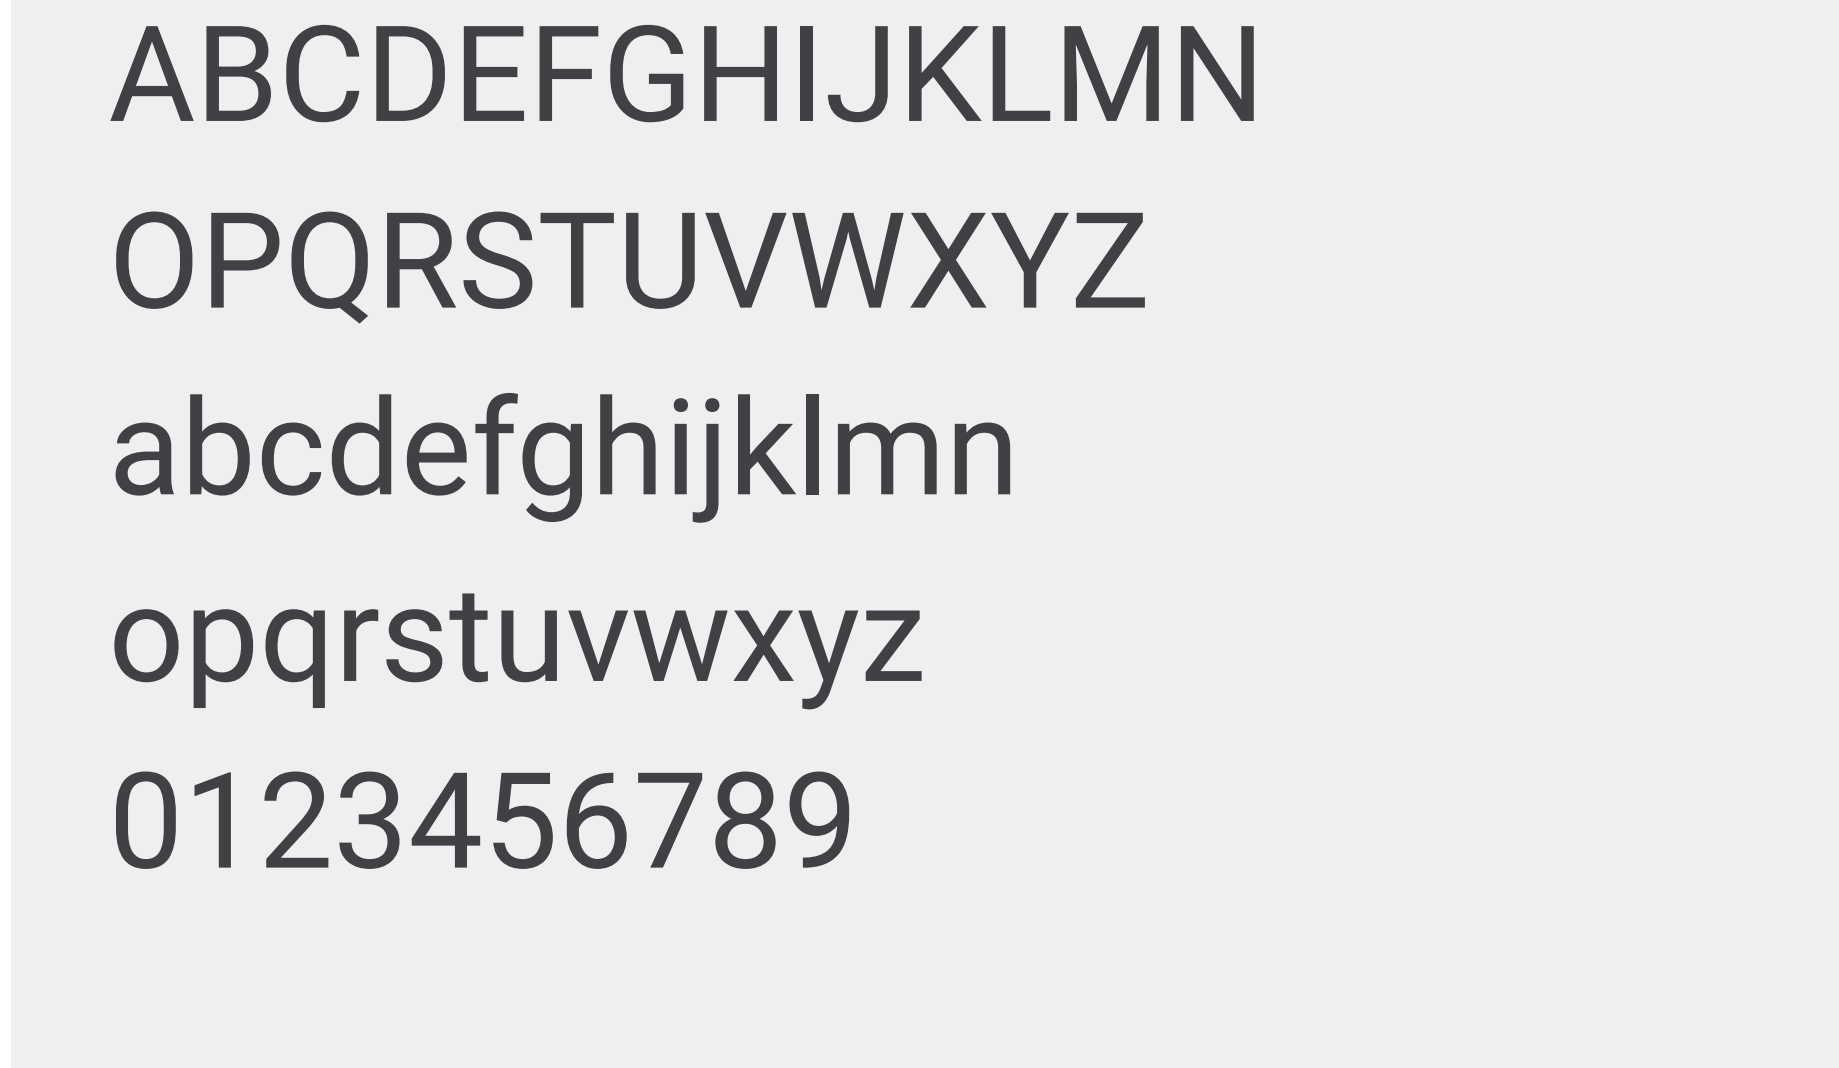 ABCDEFGHIJKLMN
OPQRSTUVWXYZ
abcdefghijklmn
opqrstuvwxyz
0123456789